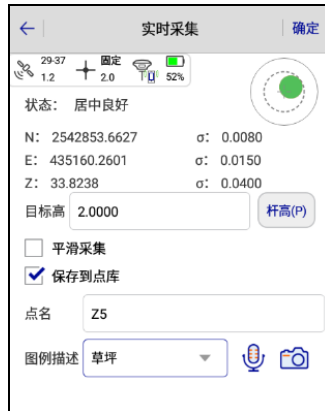 实时采集
确定
29-37 固定
1.2 2.0 52%
状态： 居中良好
N： 2542853.6627 σ： 0.0080
E： 435160.2601 σ： 0.0150
Z： 33.8238 σ： 0.0400
目标高 2.0000 杆高(P)
平滑采集
保存到点库
点名 Z5
图例描述 草坪